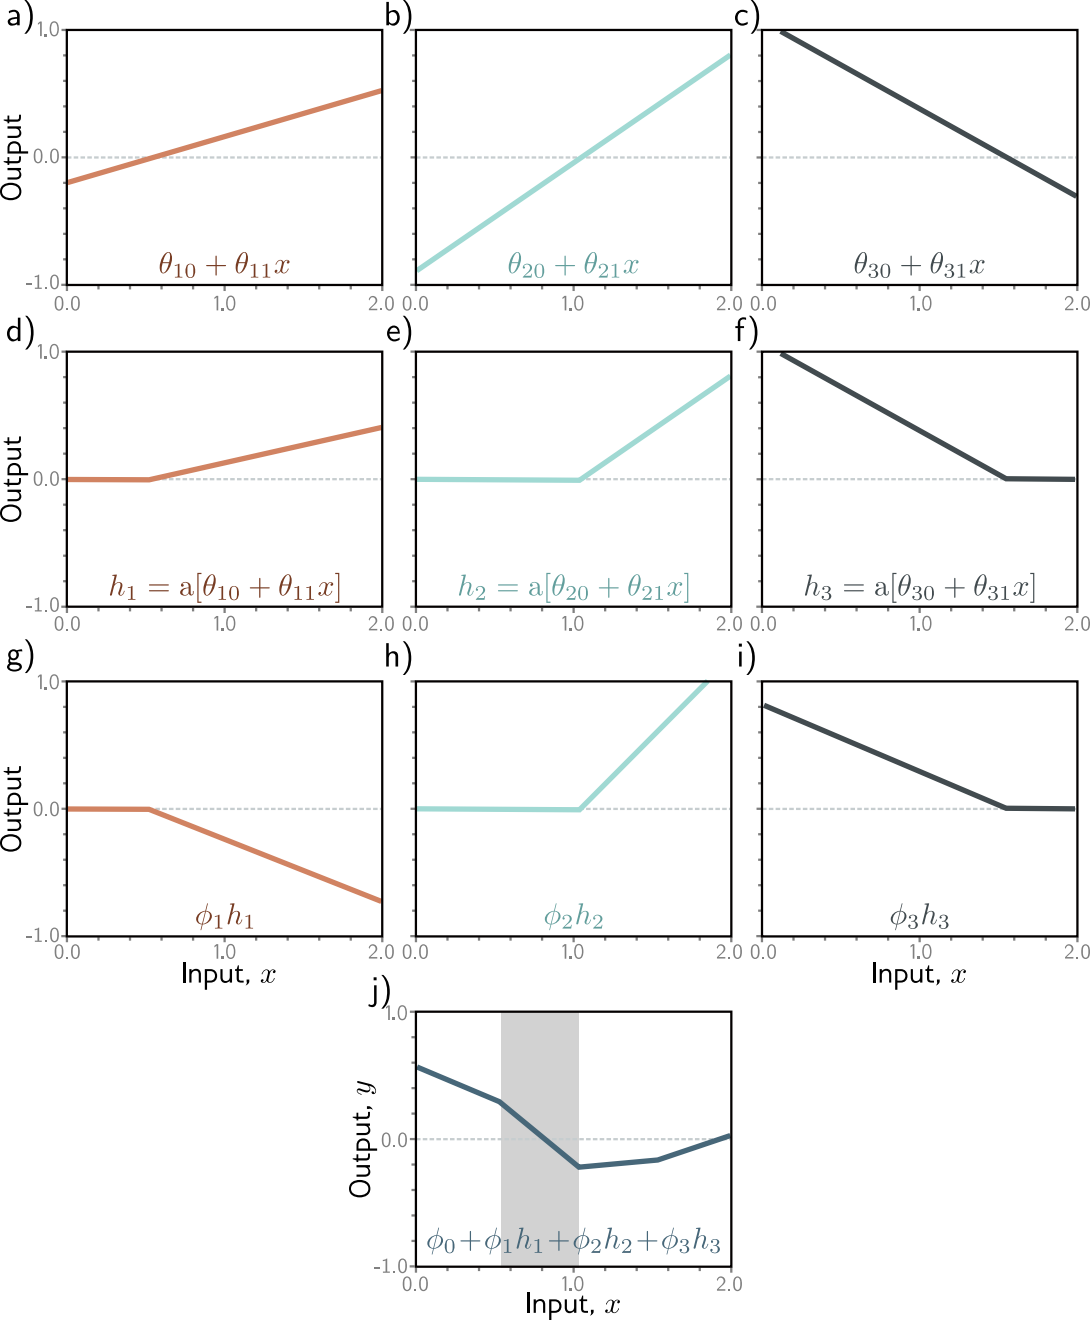 a) b) c)
1.0
Output
0.0
θ₁₀ + θ₁₁x θ₂₀ + θ₂₁x θ₃₀ + θ₃₁x
-1.0
0.0 1.0 2.0 0.0 1.0 2.0 0.0 1.0 2.0
d) e) f)
1.0
Output
0.0
h₁ = a[θ₁₀ + θ₁₁x] h₂ = a[θ₂₀ + θ₂₁x] h₃ = a[θ₃₀ + θ₃₁x]
-1.0
0.0 1.0 2.0 0.0 1.0 2.0 0.0 1.0 2.0
g) h) i)
1.0
Output
0.0
ϕ₁h₁ ϕ₂h₂ ϕ₃h₃
-1.0
0.0 1.0 2.0 0.0 1.0 2.0 0.0 1.0 2.0
Input, x Input, x Input, x
j)
1.0
Output, y
0.0
ϕ₀+ϕ₁h₁+ϕ₂h₂+ϕ₃h₃
-1.0
0.0 1.0 2.0
Input, x